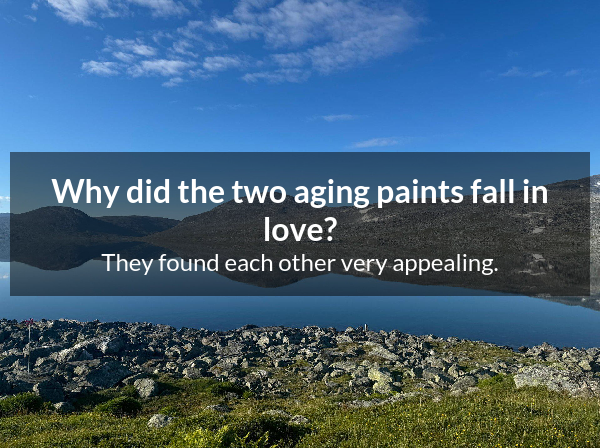 Why did the two aging paints fall in
love?
They found each other very appealing.